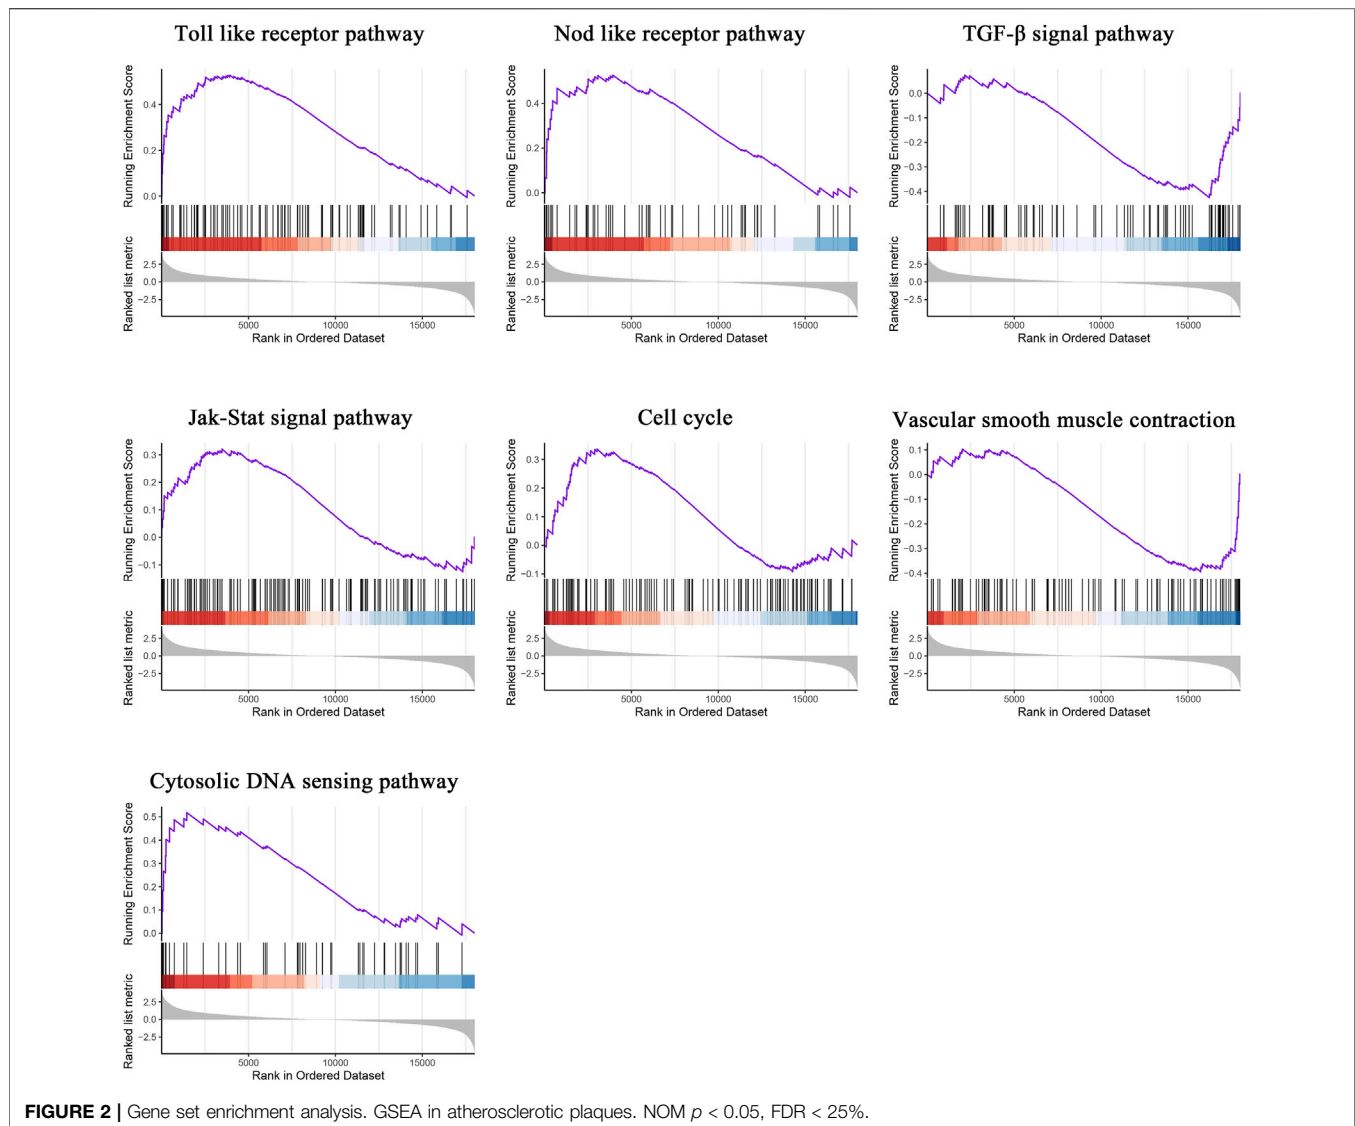 Toll like receptor pathway
Nod like receptor pathway
TGF-β signal pathway
Running Enrichment Score
0.4
0.2
0.0
Ranked list metric
2.5
0.0
−2.5
5000 10000 15000
Rank in Ordered Dataset
Running Enrichment Score
0.4
0.2
0.0
Ranked list metric
2.5
0.0
−2.5
5000 10000 15000
Rank in Ordered Dataset
Running Enrichment Score
0.0
−0.1
−0.2
−0.3
−0.4
Ranked list metric
2.5
0.0
−2.5
5000 10000 15000
Rank in Ordered Dataset
Jak-Stat signal pathway
Cell cycle
Vascular smooth muscle contraction
Running Enrichment Score
0.3
0.2
0.1
0.0
−0.1
Ranked list metric
2.5
0.0
−2.5
5000 10000 15000
Rank in Ordered Dataset
Running Enrichment Score
0.3
0.2
0.1
0.0
−0.1
Ranked list metric
2.5
0.0
−2.5
5000 10000 15000
Rank in Ordered Dataset
Running Enrichment Score
0.1
0.0
−0.1
−0.2
−0.3
−0.4
Ranked list metric
2.5
0.0
−2.5
5000 10000 15000
Rank in Ordered Dataset
Cytosolic DNA sensing pathway
Running Enrichment Score
0.5
0.4
0.3
0.2
0.1
0.0
Ranked list metric
2.5
0.0
−2.5
5000 10000 15000
Rank in Ordered Dataset
FIGURE 2 | Gene set enrichment analysis. GSEA in atherosclerotic plaques. NOM p < 0.05, FDR < 25%.